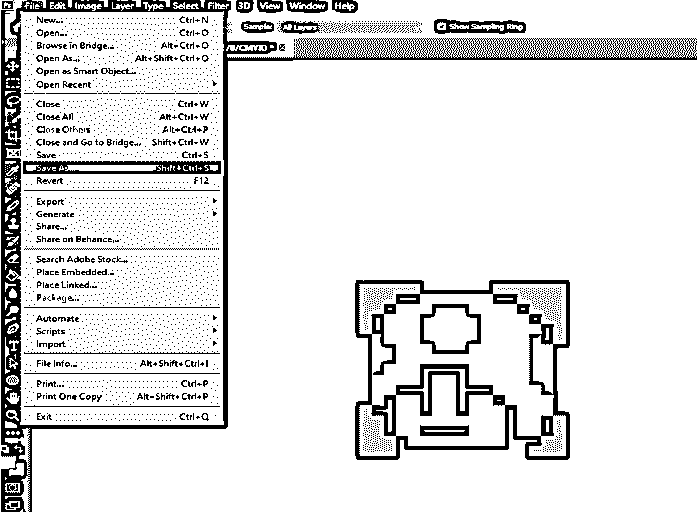 Ps File Edit Image Layer Type Select Filter 3D View Window Help
Sample: All Layers Show Sampling Ring
/8/CMYK) *
New... Ctrl+N
Open... Ctrl+O
Browse in Bridge... Alt+Ctrl+O
Open As... Alt+Shift+Ctrl+O
Open as Smart Object...
Open Recent
Close Ctrl+W
Close All Alt+Ctrl+W
Close Others Alt+Ctrl+P
Close and Go to Bridge... Shift+Ctrl+W
Save Ctrl+S
Save As... Shift+Ctrl+S
Revert F12
Export
Generate
Share...
Share on Behance...
Search Adobe Stock...
Place Embedded...
Place Linked...
Package...
Automate
Scripts
Import
File Info... Alt+Shift+Ctrl+I
Print... Ctrl+P
Print One Copy Alt+Shift+Ctrl+P
Exit Ctrl+Q